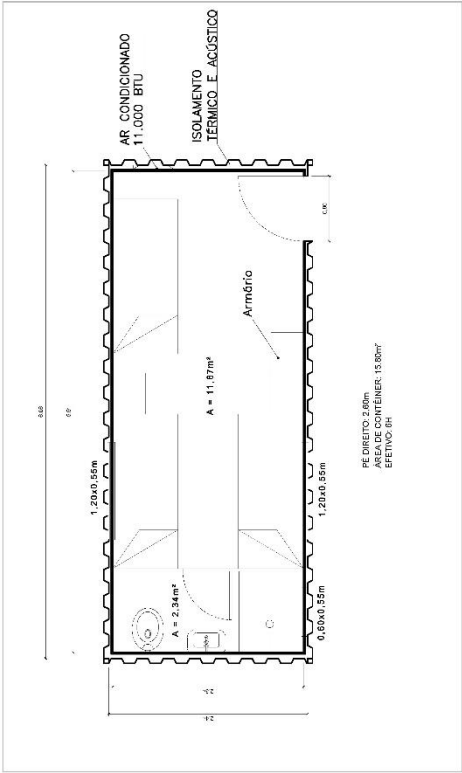 AR CONDICIONADO
11.000 BTU
ISOLAMENTO
TÉRMICO E ACÚSTICO
1,20x0,55m
A = 11,87m²
Armório
A = 2,34m²
0,60x0,55m
1,20x0,55m
PÉ DIREITO: 2,60m
ÁREA DE CONTÊINER: 15,80m²
EFETIVO: 6H